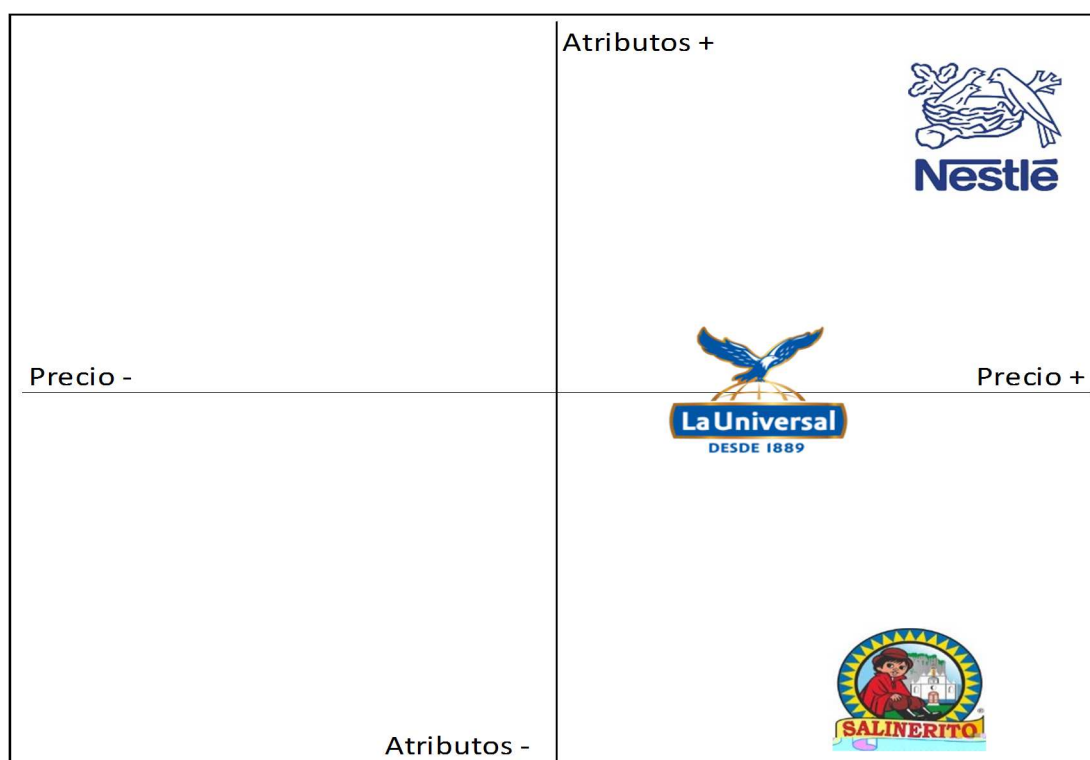 Atributos +
Nestlé
Precio -
Precio +
La Universal
DESDE 1889
SALINERITO
Atributos -